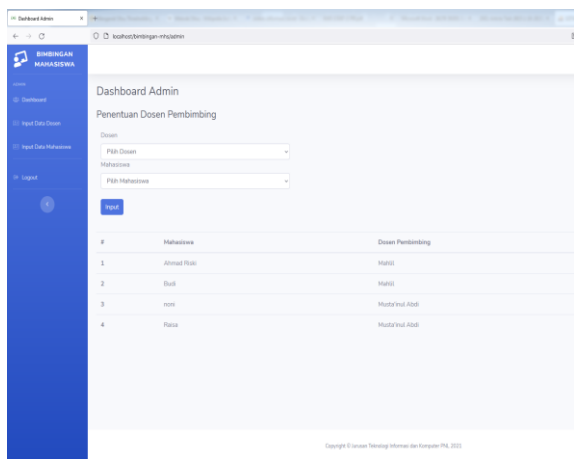 Dashboard Admin
localhost/bimbingan-mhs/admin
BIMBINGAN
MAHASISWA
Dashboard
Input Data Dosen
Input Data Mahasiswa
Logout
Dashboard Admin
Penentuan Dosen Pembimbing
Dosen
Pilih Dosen
Mahasiswa
Pilih Mahasiswa
Input
# Mahasiswa Dosen Pembimbing
1 Ahmad Rizki Mahlil
2 Budi Mahlil
3 noni Musta'inul Abdi
4 Raisa Musta'inul Abdi
Copyright © Jurusan Teknologi Informasi dan Komputer PNL 2021